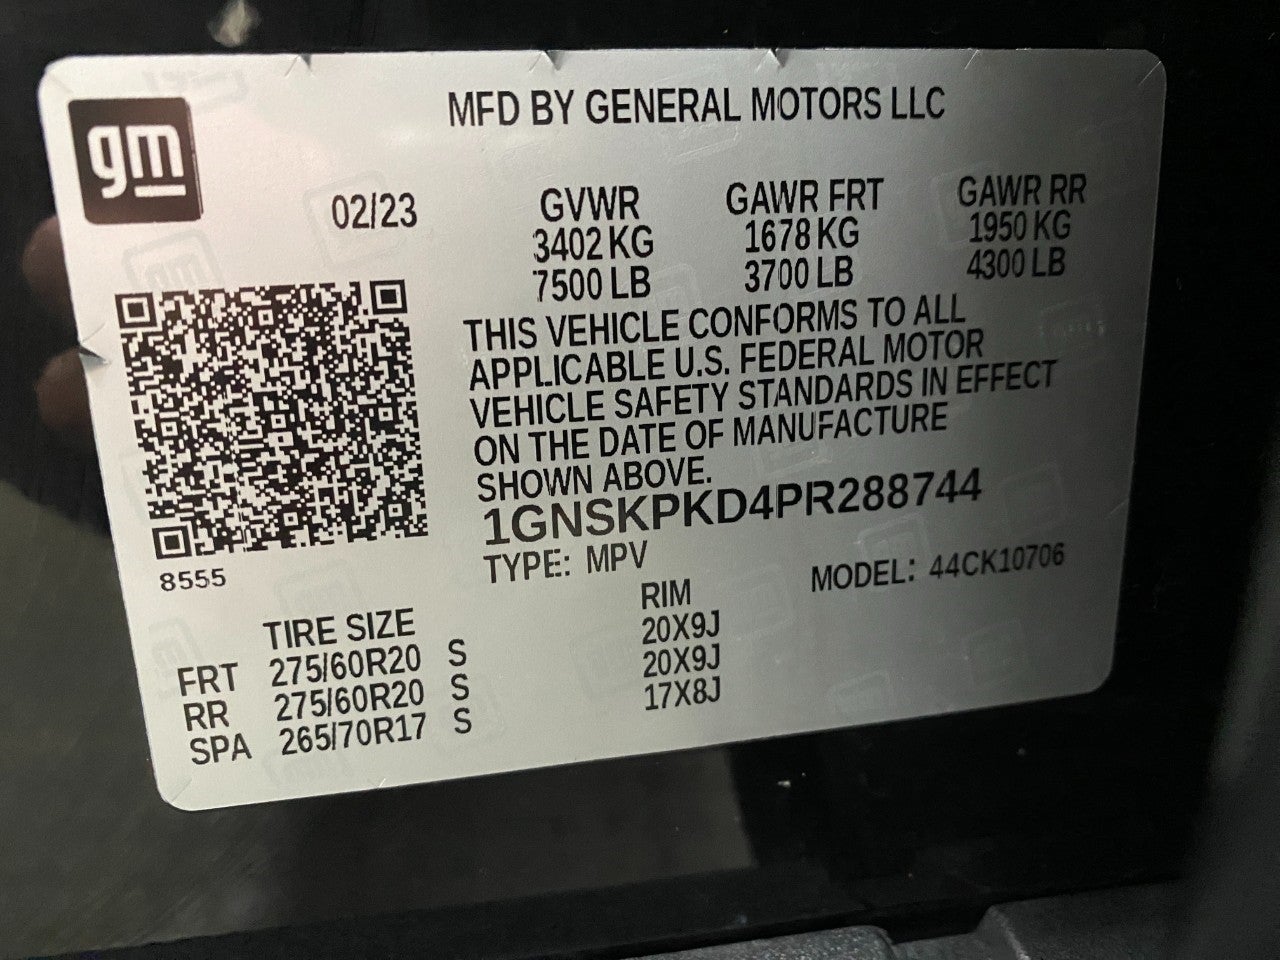 gm
MFD BY GENERAL MOTORS LLC
02/23
GVWR GAWR FRT GAWR RR
3402 KG 1678 KG 1950 KG
7500 LB 3700 LB 4300 LB
THIS VEHICLE CONFORMS TO ALL
APPLICABLE U.S. FEDERAL MOTOR
VEHICLE SAFETY STANDARDS IN EFFECT
ON THE DATE OF MANUFACTURE
SHOWN ABOVE.
1GNSKPKD4PR288744
TYPE: MPV MODEL: 44CK10706
8555
TIRE SIZE RIM
FRT 275/60R20 S 20X9J
RR 275/60R20 S 20X9J
SPA 265/70R17 S 17X8J